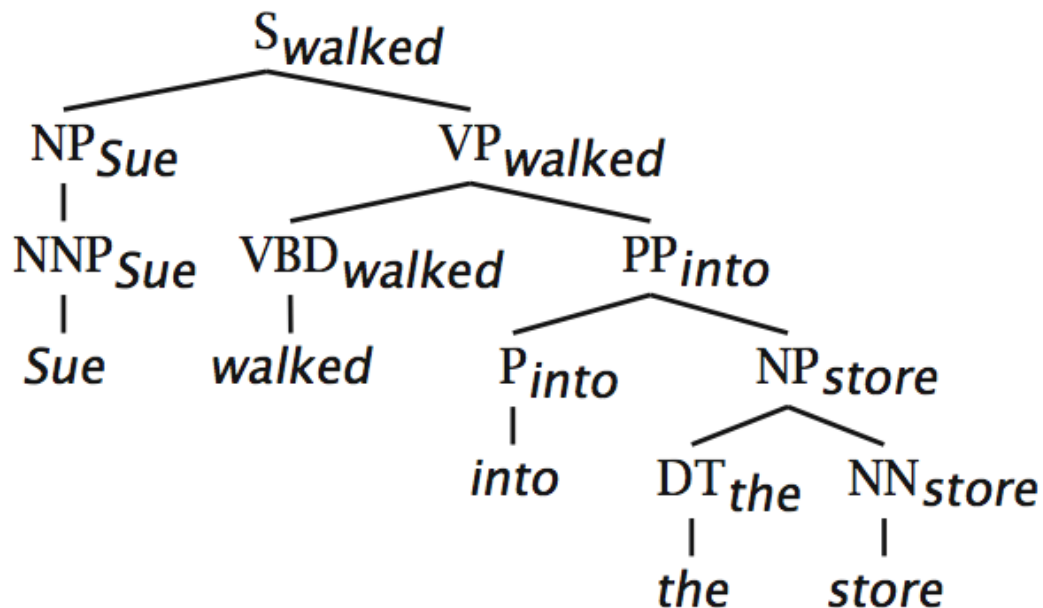 S walked
NP Sue VP walked
NNP Sue VBD walked PP into
Sue walked P into NP store
into DT the NN store
the store